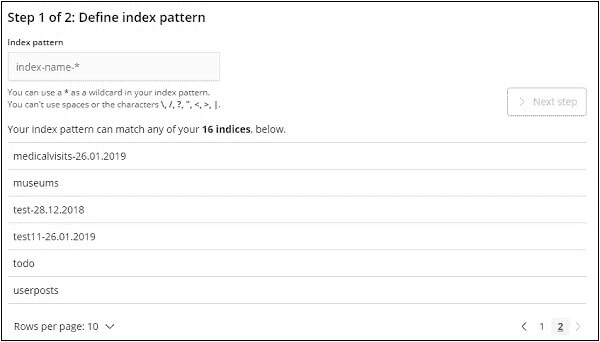 Step 1 of 2: Define index pattern
Index pattern
index-name-*
You can use a * as a wildcard in your index pattern.
You can't use spaces or the characters \, /, ?, ", <, >, |.
Next step
Your index pattern can match any of your 16 indices, below.
medicalvisits-26.01.2019
museums
test-28.12.2018
test11-26.01.2019
todo
userposts
Rows per page: 10
1 2